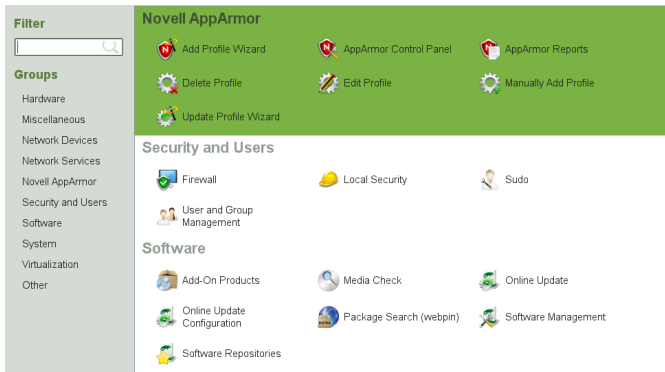 Filter
Groups
Hardware
Miscellaneous
Network Devices
Network Services
Novell AppArmor
Security and Users
Software
System
Virtualization
Other
Novell AppArmor
Add Profile Wizard
AppArmor Control Panel
AppArmor Reports
Delete Profile
Edit Profile
Manually Add Profile
Update Profile Wizard
Security and Users
Firewall
Local Security
Sudo
User and Group
Management
Software
Add-On Products
Media Check
Online Update
Online Update
Configuration
Package Search (webpin)
Software Management
Software Repositories